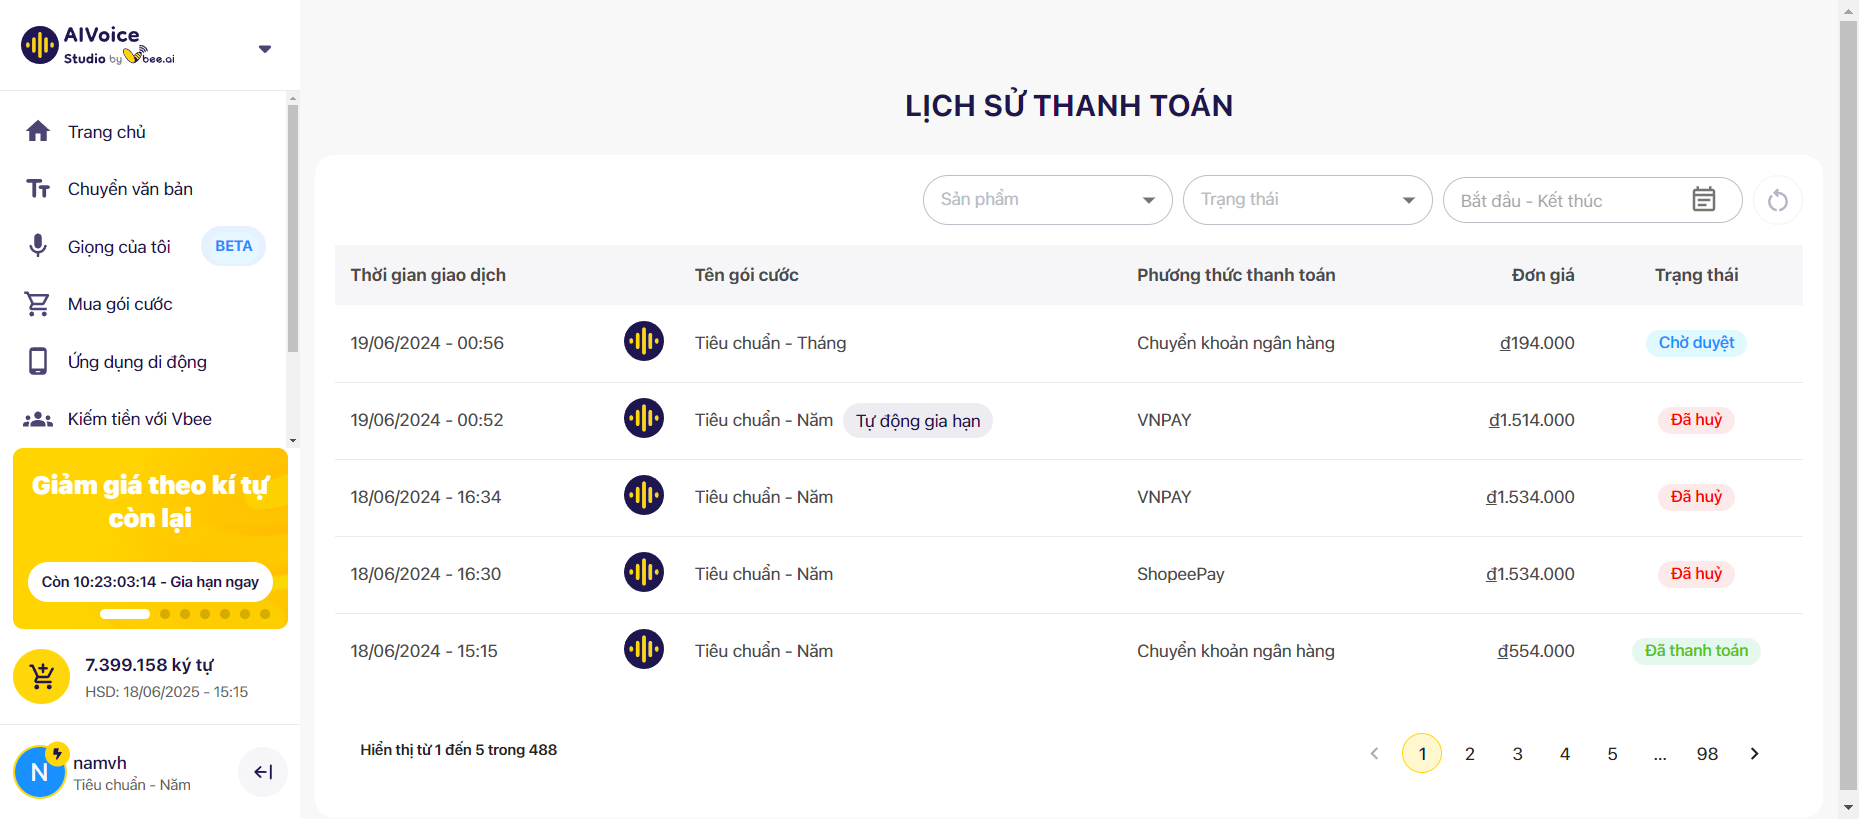 AIVoice
Studio by Vbee.ai
Trang chủ
Chuyển văn bản
Giọng của tôi BETA
Mua gói cước
Ứng dụng di động
Kiếm tiền với Vbee
Giảm giá theo kí tự
còn lại
Còn 10:23:03:14 - Gia hạn ngay
7.399.158 ký tự
HSD: 18/06/2025 - 15:15
N
namvh
Tiêu chuẩn - Năm
LỊCH SỬ THANH TOÁN
Sản phẩm Trạng thái Bắt đầu - Kết thúc
Thời gian giao dịch Tên gói cước Phương thức thanh toán Đơn giá Trạng thái
19/06/2024 - 00:56 Tiêu chuẩn - Tháng Chuyển khoản ngân hàng ₫194.000 Chờ duyệt
19/06/2024 - 00:52 Tiêu chuẩn - Năm Tự động gia hạn VNPAY ₫1.514.000 Đã huỷ
18/06/2024 - 16:34 Tiêu chuẩn - Năm VNPAY ₫1.534.000 Đã huỷ
18/06/2024 - 16:30 Tiêu chuẩn - Năm ShopeePay ₫1.534.000 Đã huỷ
18/06/2024 - 15:15 Tiêu chuẩn - Năm Chuyển khoản ngân hàng ₫554.000 Đã thanh toán
Hiển thị từ 1 đến 5 trong 488
1 2 3 4 5 ... 98